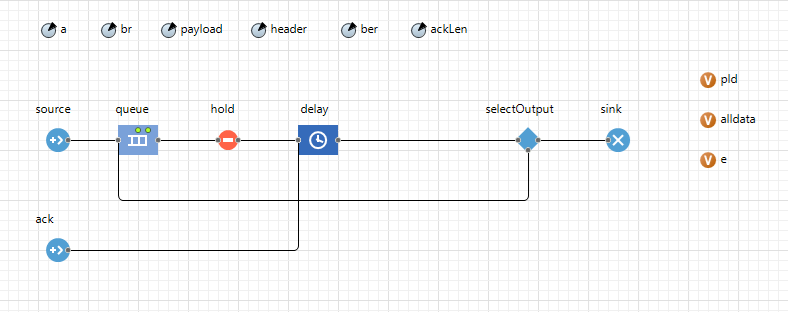 a br payload header ber ackLen
pld
source queue hold delay selectOutput sink
alldata
e
ack